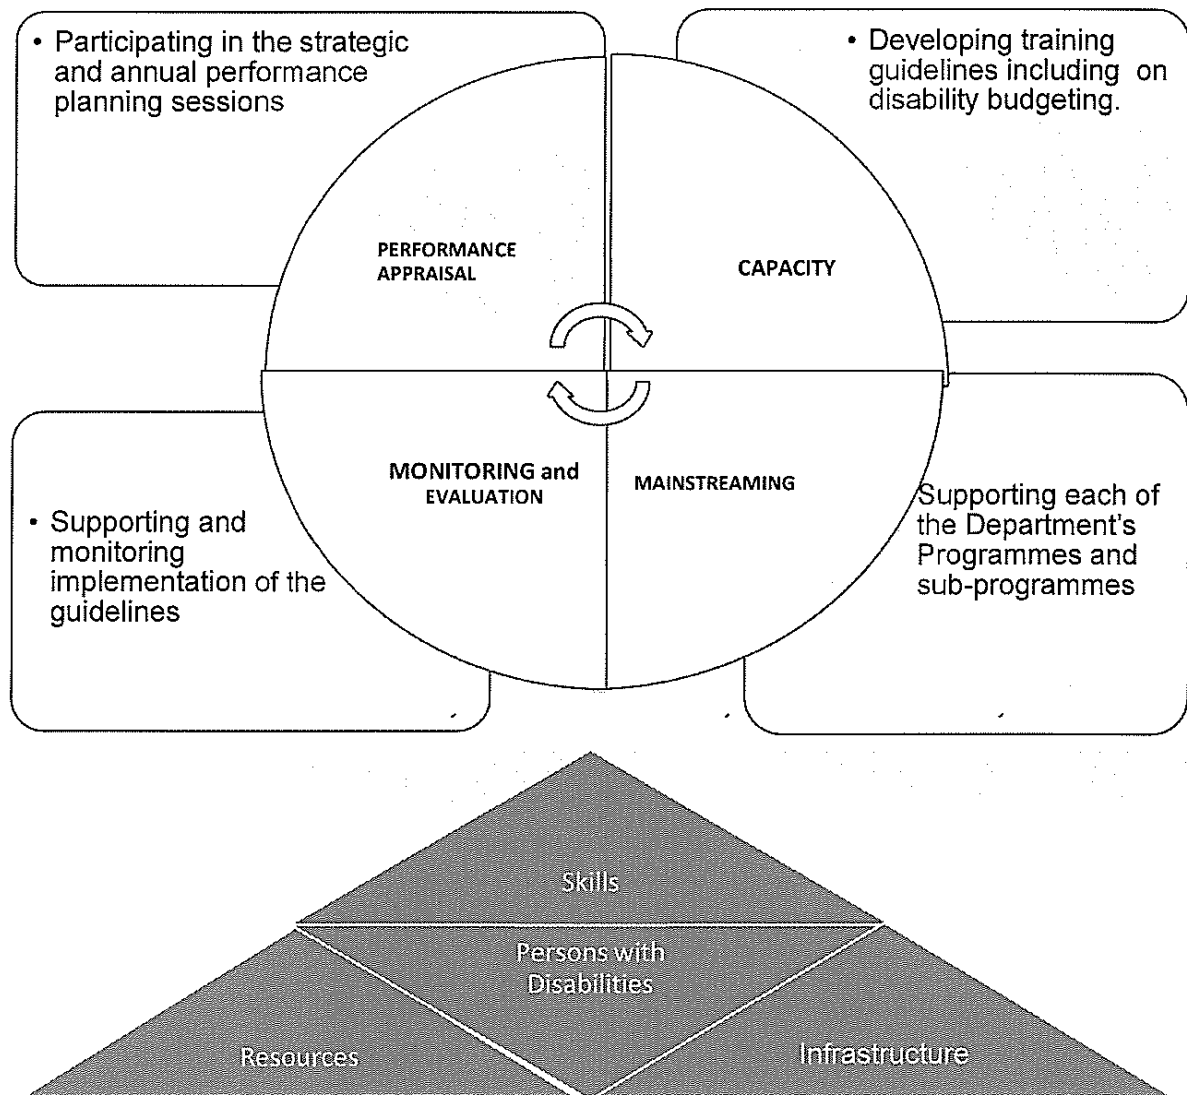 • Participating in the strategic
and annual performance
planning sessions
• Developing training
guidelines including on
disability budgeting.
PERFORMANCE
APPRAISAL
CAPACITY
MONITORING and
EVALUATION
MAINSTREAMING
• Supporting and
monitoring
implementation of the
guidelines
Supporting each of
the Department's
Programmes and
sub-programmes
Skills
Persons with
Disabilities
Resources
Infrastructure